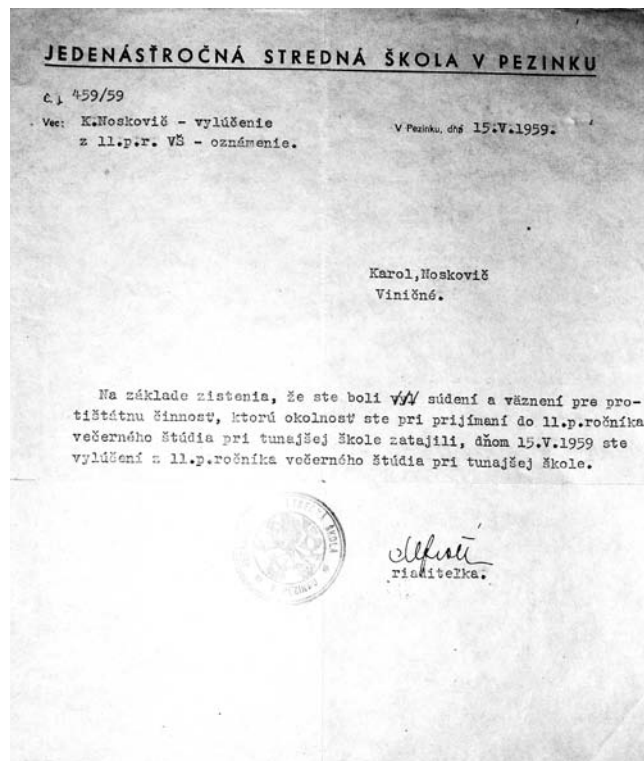 JEDENÁSŤROČNÁ STREDNÁ ŠKOLA V PEZINKU
č. j. 459/59
Vec: K.Noskovič - vylúčenie
z 11.p.r. VŠ - oznámenie.
V Pezinku, dňa 15.V.1959.
Karol,Noskovič
Viničné.
Na základe zistenia, že ste boli súdení a väznení pre pro-
tištátnu činnosť, ktorú okolnosť ste pri prijímaní do 11.p.ročníka
večerného štúdia pri tunajšej škole zatajili, dňom 15.V.1959 ste
vylúčení z 11.p.ročníka večerného štúdia pri tunajšej škole.
ŠKOLA
riaditeľka.